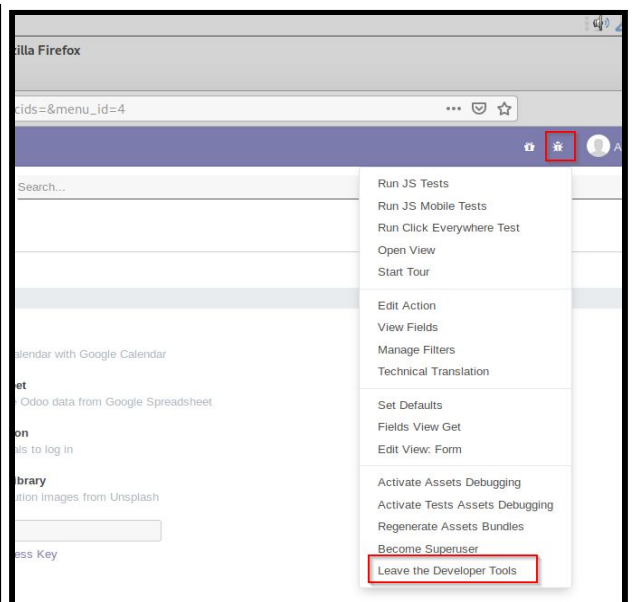 zilla Firefox
cids=&menu_id=4
A
Search...
Run JS Tests
Run JS Mobile Tests
Run Click Everywhere Test
Open View
Start Tour
Edit Action
View Fields
alendar with Google Calendar
Manage Filters
Technical Translation
et
Odoo data from Google Spreadsheet
Set Defaults
Fields View Get
on
als to log in
Edit View: Form
ibrary
ution images from Unsplash
Activate Assets Debugging
Activate Tests Assets Debugging
Regenerate Assets Bundles
ess Key
Become Superuser
Leave the Developer Tools